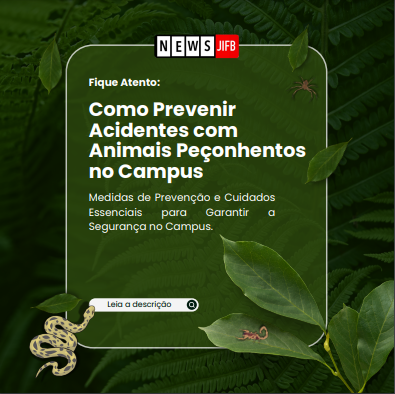 NEWS JIFB
Fique Atento:
Como Prevenir
Acidentes com
Animais Peçonhentos
no Campus
Medidas de Prevenção e Cuidados
Essenciais para Garantir a
Segurança no Campus.
Leia a descrição